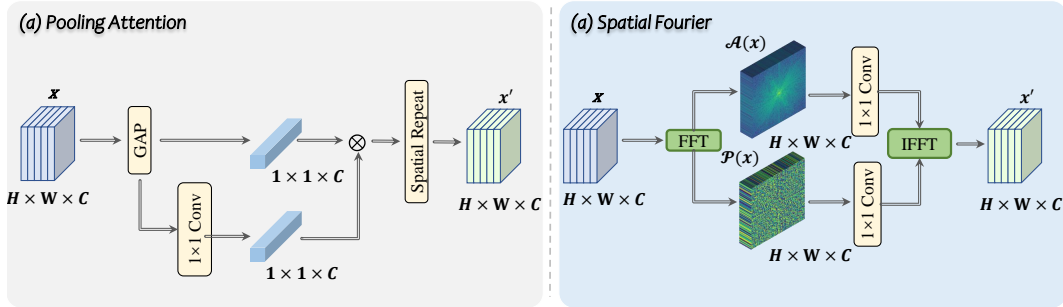 (a) Pooling Attention
x
H × W × C
GAP
1×1 Conv
1 × 1 × C
1 × 1 × C
⊗
Spatial Repeat
x′
H × W × C
(a) Spatial Fourier
x
H × W × C
FFT
𝒜(x)
H × W × C
𝒫(x)
H × W × C
1×1 Conv
1×1 Conv
IFFT
x′
H × W × C